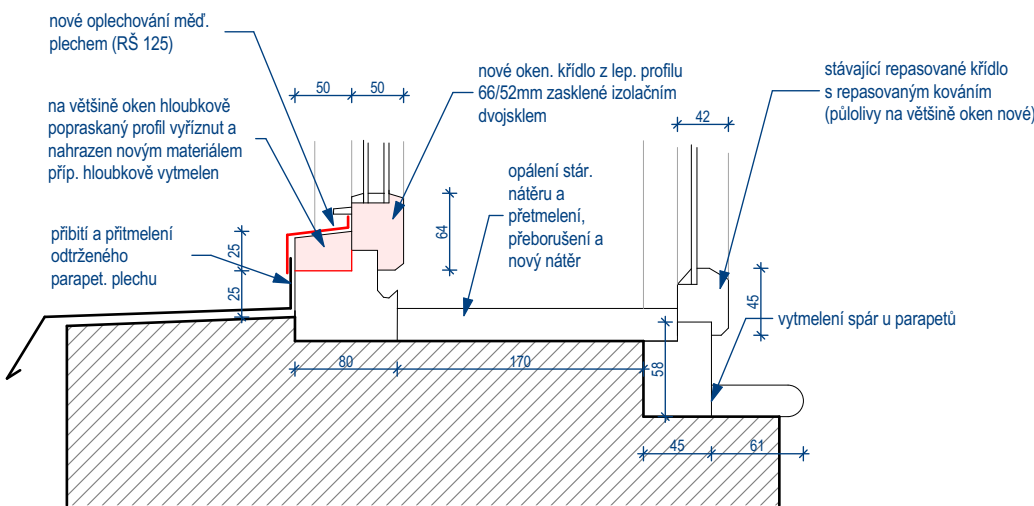 nové oplechování měď.
plechem (RŠ 125)
na většině oken hloubkově
popraskaný profil vyříznut a
nahrazen novým materiálem
příp. hloubkově vytmelen
přibití a přitmelení
odtrženého
parapet. plechu
nové oken. křídlo z lep. profilu
66/52mm zasklené izolačním
dvojsklem
opálení stár.
nátěru a
přetmelení,
přeborušení a
nový nátěr
stávající repasované křídlo
s repasovaným kováním
(půlolivy na většině oken nové)
vytmelení spár u parapetů
50
50
42
64
25
25
45
58
80
170
45
61